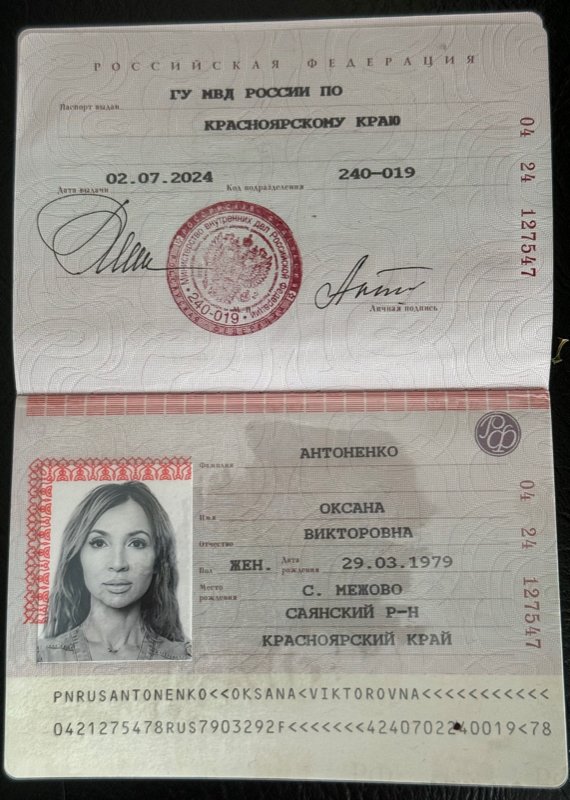 РОССИЙСКАЯ ФЕДЕРАЦИЯ
Паспорт выдан ГУ МВД РОССИИ ПО
КРАСНОЯРСКОМУ КРАЮ
Дата выдачи 02.07.2024 Код подразделения 240-019
04 24 127547
Министерство внутренних дел Российской Федерации
240-019
Личная подпись
Фамилия АНТОНЕНКО
Имя ОКСАНА
Отчество ВИКТОРОВНА
Пол ЖЕН. Дата рождения 29.03.1979
Место рождения С. МЕЖОВО
САЯНСКИЙ Р-Н
КРАСНОЯРСКИЙ КРАЙ
04 24 127547
PNRUSANTONENKO<<OKSANA<VIKTOROVNA<<<<<<<<<<<
0421275478RUS7903292F<<<<<<<4240702240019<78